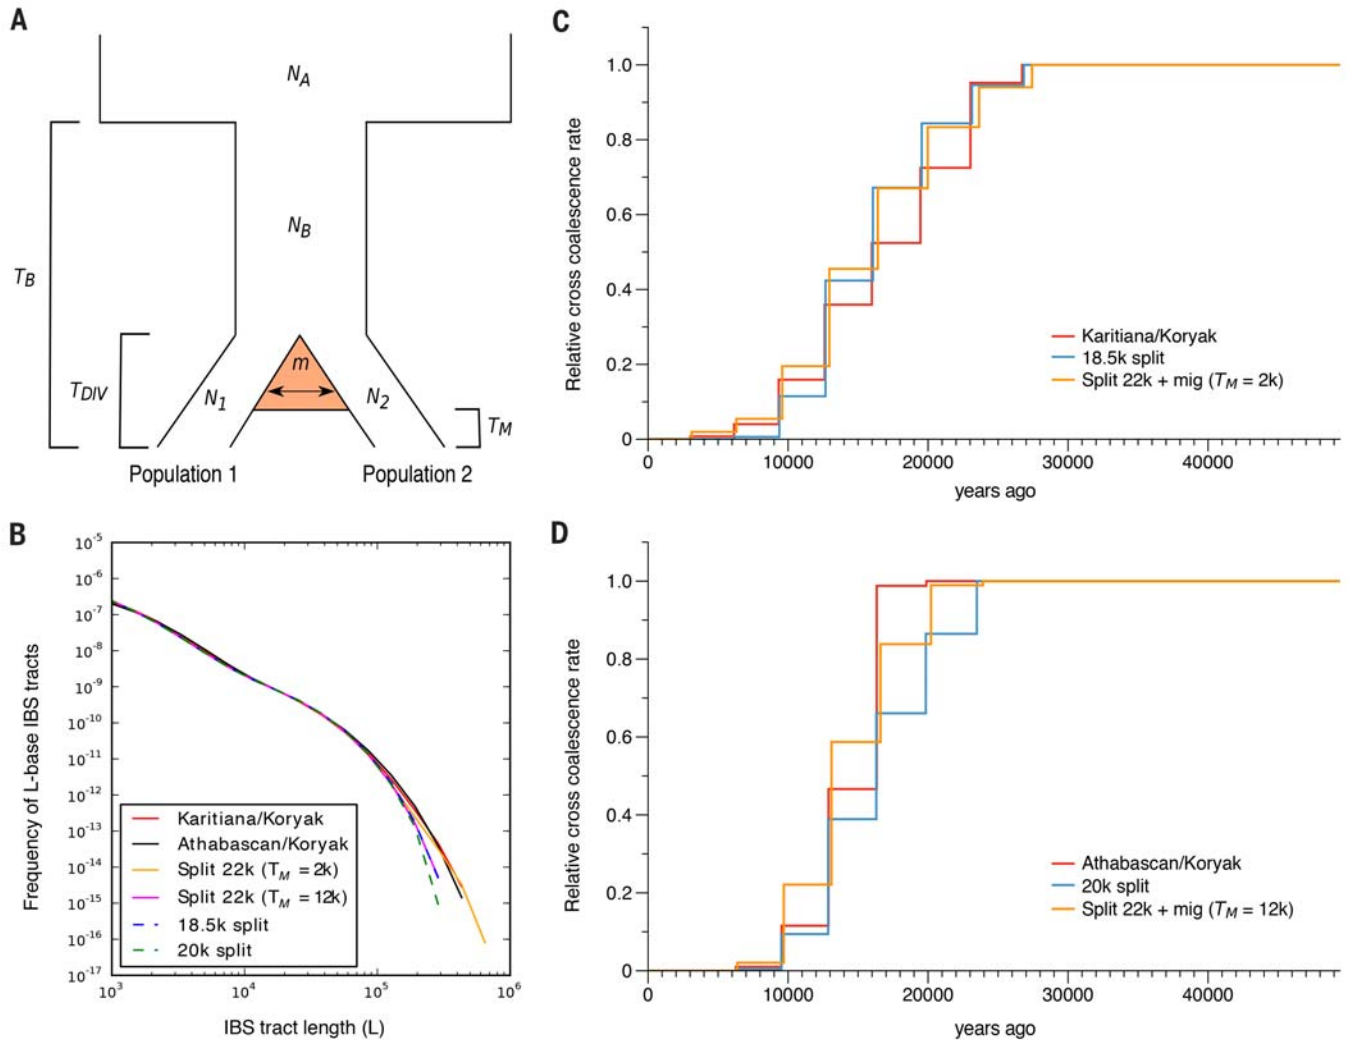 A
N_A
N_B
T_B
T_DIV
m
N_1
N_2
T_M
Population 1
Population 2
B
Frequency of L-base IBS tracts
10^-5
10^-6
10^-7
10^-8
10^-9
10^-10
10^-11
10^-12
10^-13
10^-14
10^-15
10^-16
10^-17
Karitiana/Koryak
Athabascan/Koryak
Split 22k (T_M = 2k)
Split 22k (T_M = 12k)
18.5k split
20k split
10^3 10^4 10^5 10^6
IBS tract length (L)
C
Relative cross coalescence rate
1.0
0.8
0.6
0.4
0.2
0
Karitiana/Koryak
18.5k split
Split 22k + mig (T_M = 2k)
0 10000 20000 30000 40000
years ago
D
Relative cross coalescence rate
1.0
0.8
0.6
0.4
0.2
0
Athabascan/Koryak
20k split
Split 22k + mig (T_M = 12k)
0 10000 20000 30000 40000
years ago